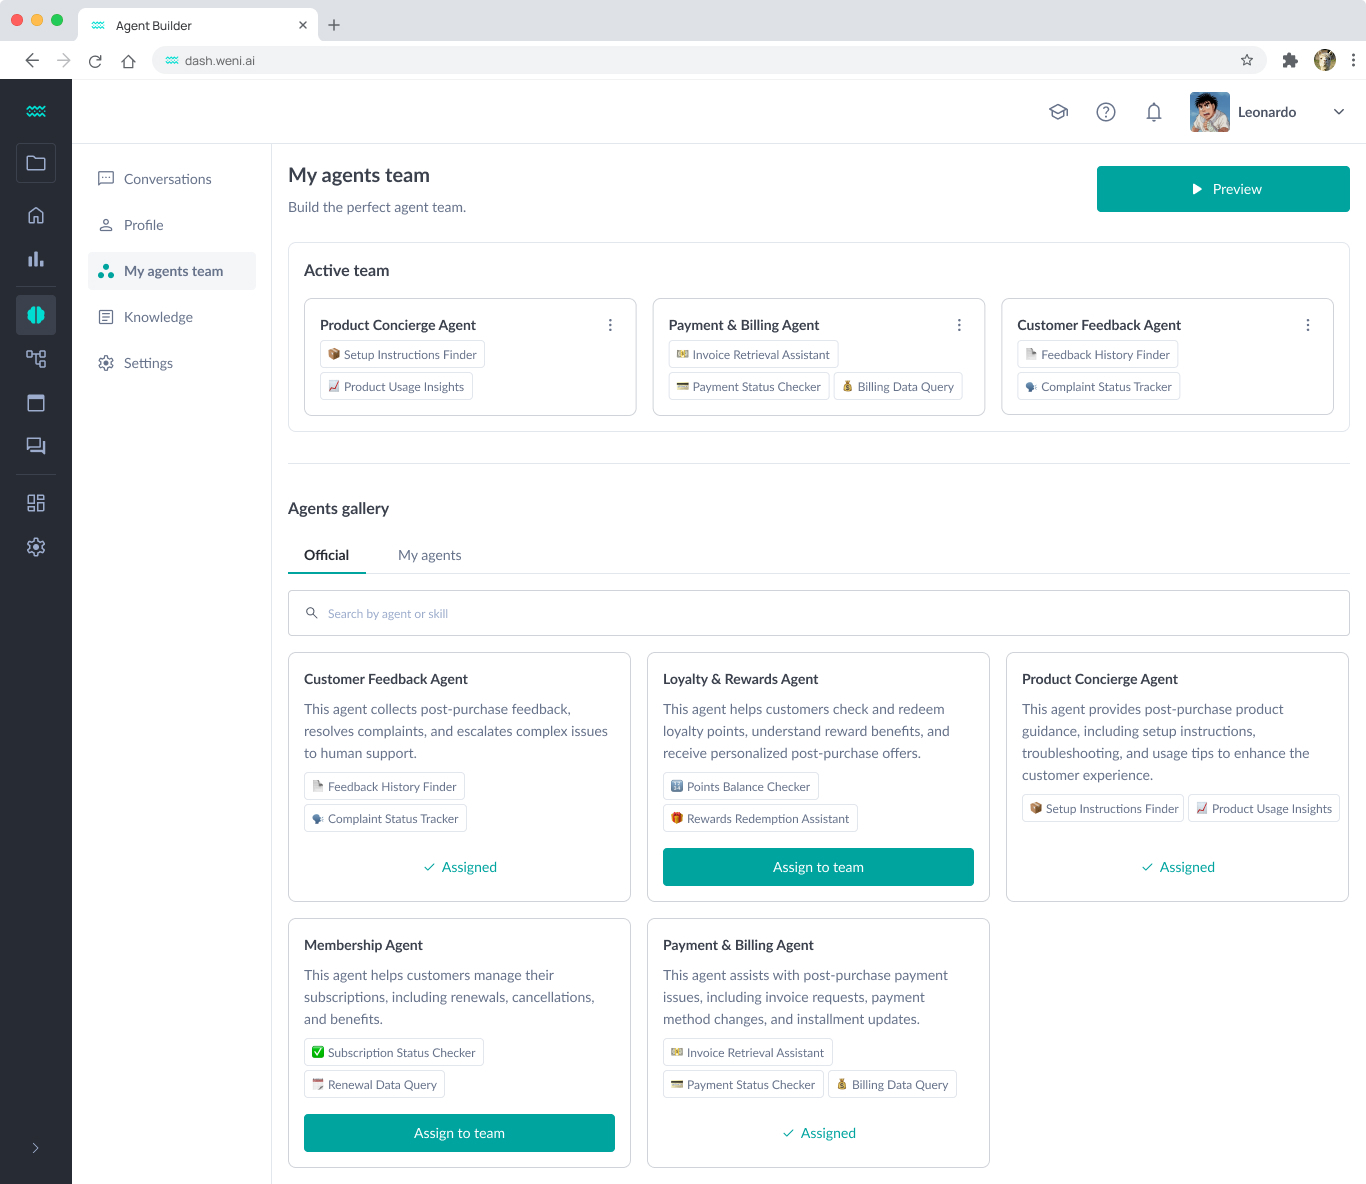 Agent Builder
dash.weni.ai
Leonardo
Conversations
Profile
My agents team
Knowledge
Settings
My agents team
Build the perfect agent team.
Preview
Active team
Product Concierge Agent
Setup Instructions Finder
Product Usage Insights
Payment & Billing Agent
Invoice Retrieval Assistant
Payment Status Checker
Billing Data Query
Customer Feedback Agent
Feedback History Finder
Complaint Status Tracker
Agents gallery
Official
My agents
Search by agent or skill
Customer Feedback Agent
This agent collects post-purchase feedback,
resolves complaints, and escalates complex issues
to human support.
Feedback History Finder
Complaint Status Tracker
Assigned
Loyalty & Rewards Agent
This agent helps customers check and redeem
loyalty points, understand reward benefits, and
receive personalized post-purchase offers.
Points Balance Checker
Rewards Redemption Assistant
Assign to team
Product Concierge Agent
This agent provides post-purchase product
guidance, including setup instructions,
troubleshooting, and usage tips to enhance the
customer experience.
Setup Instructions Finder
Product Usage Insights
Assigned
Membership Agent
This agent helps customers manage their
subscriptions, including renewals, cancellations,
and benefits.
Subscription Status Checker
Renewal Data Query
Assign to team
Payment & Billing Agent
This agent assists with post-purchase payment
issues, including invoice requests, payment
method changes, and installment updates.
Invoice Retrieval Assistant
Payment Status Checker
Billing Data Query
Assigned